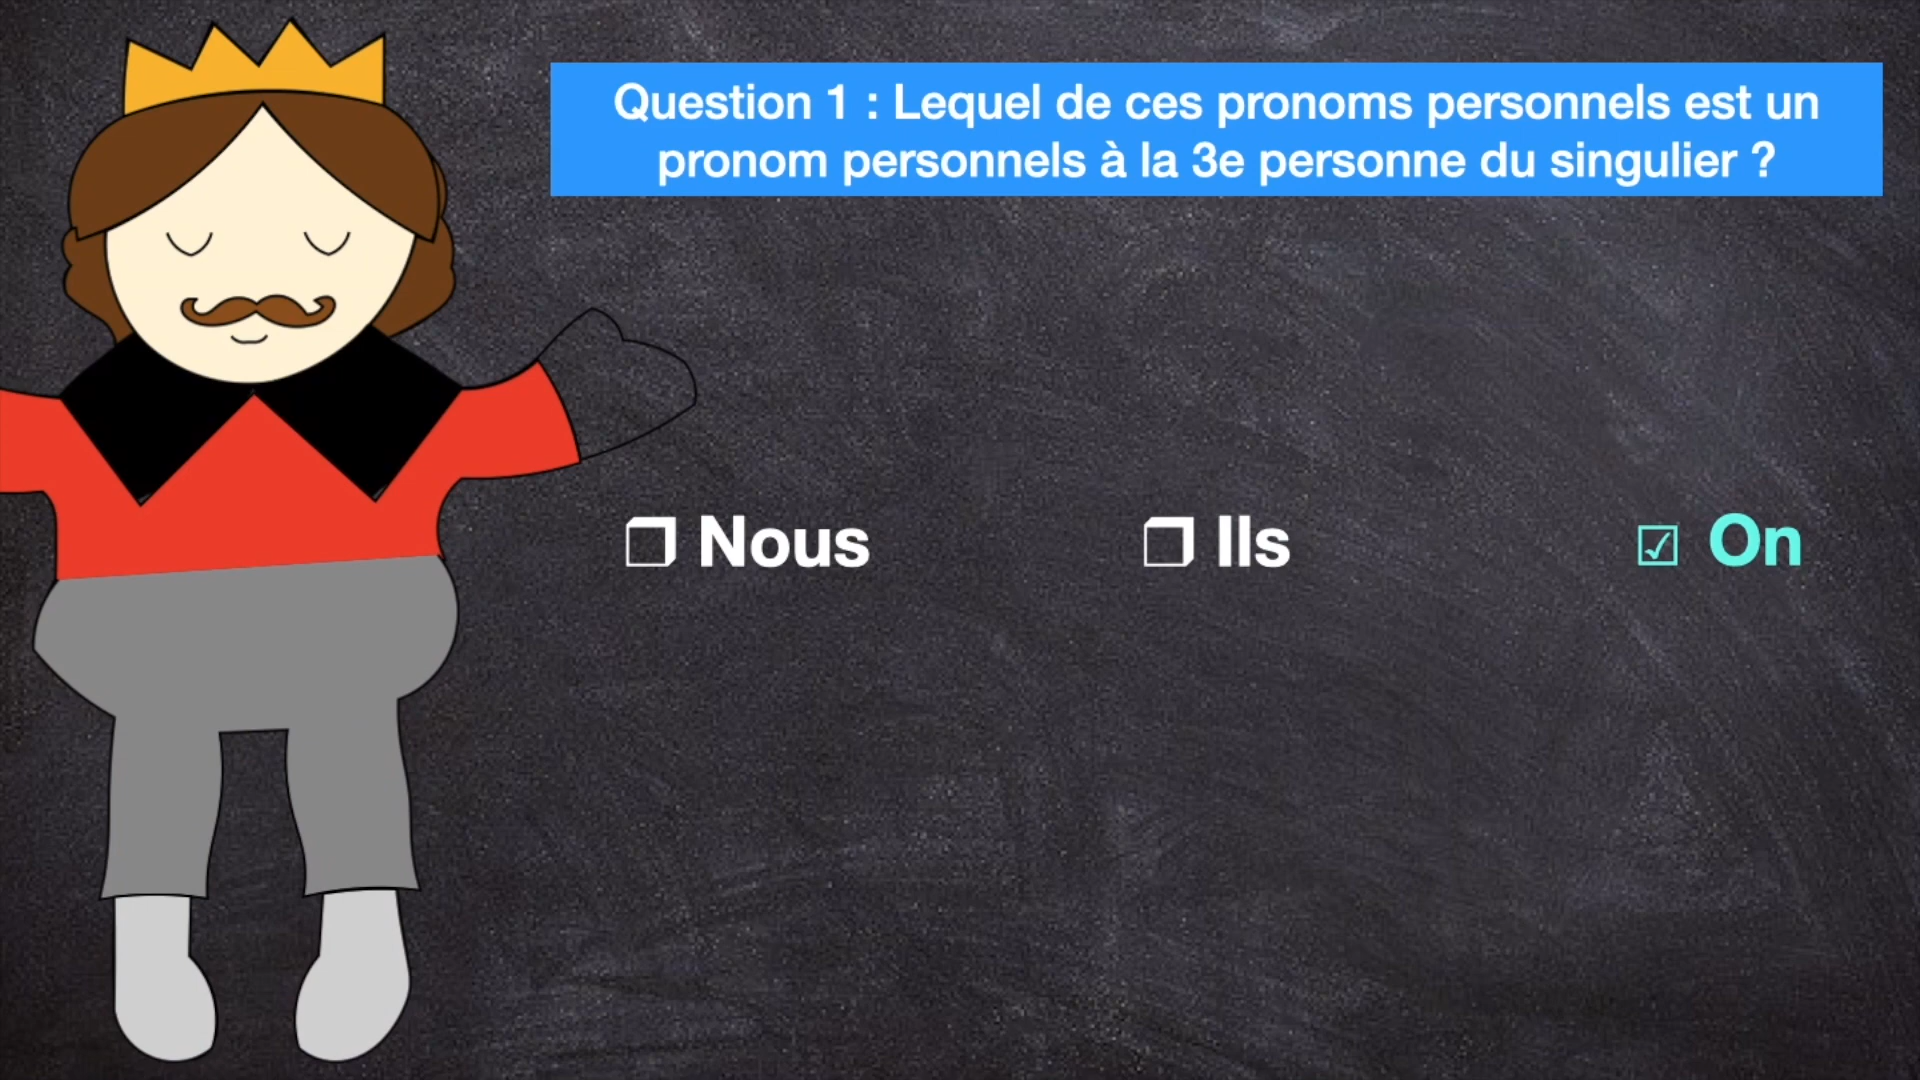 Question 1 : Lequel de ces pronoms personnels est un
pronom personnels à la 3e personne du singulier ?
❒ Nous ❒ Ils ☑ On